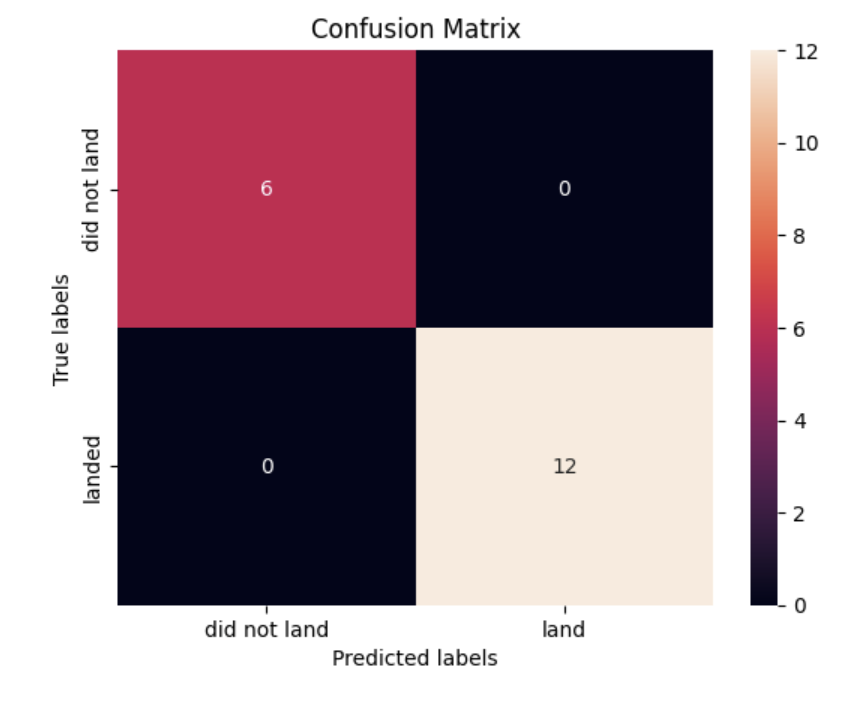 Confusion Matrix
True labels
did not land
landed
6
0
0
12
did not land
land
Predicted labels
12
10
8
6
4
2
0